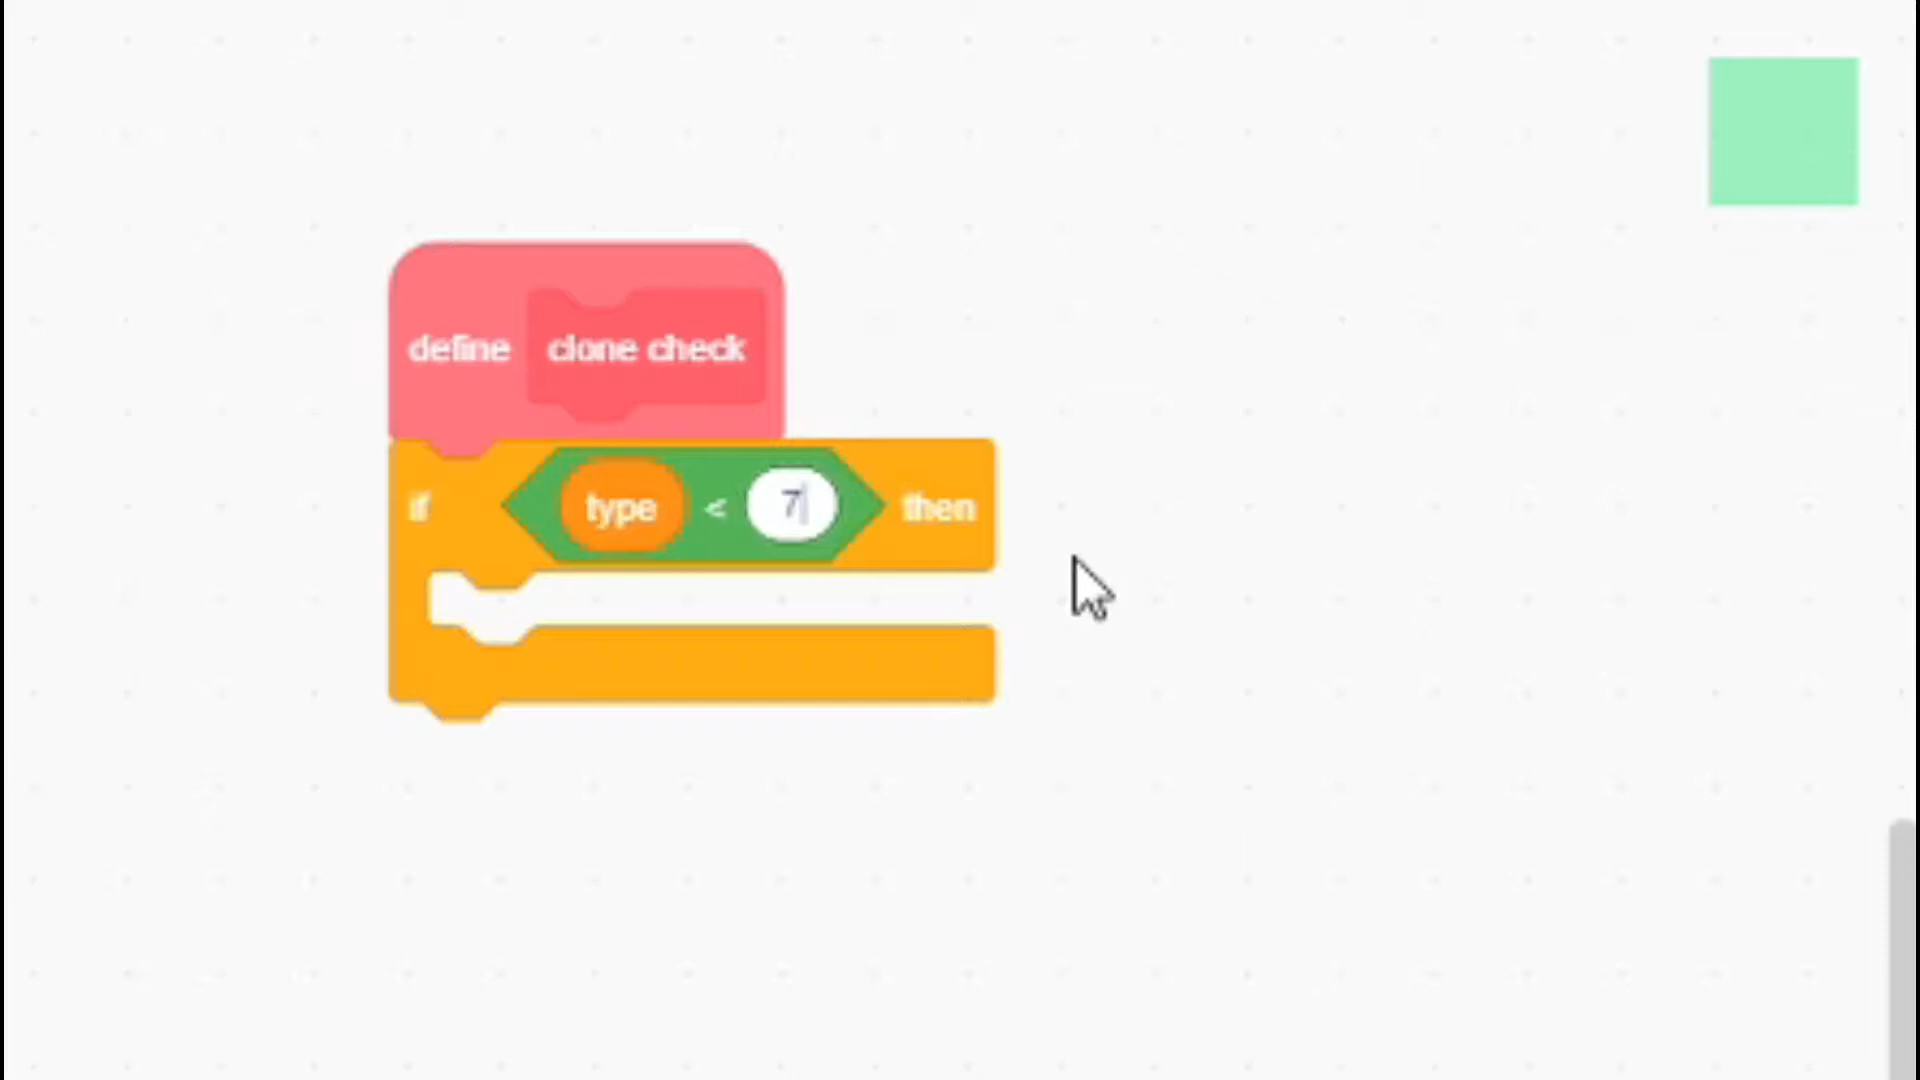 define clone check
if type < 7 then